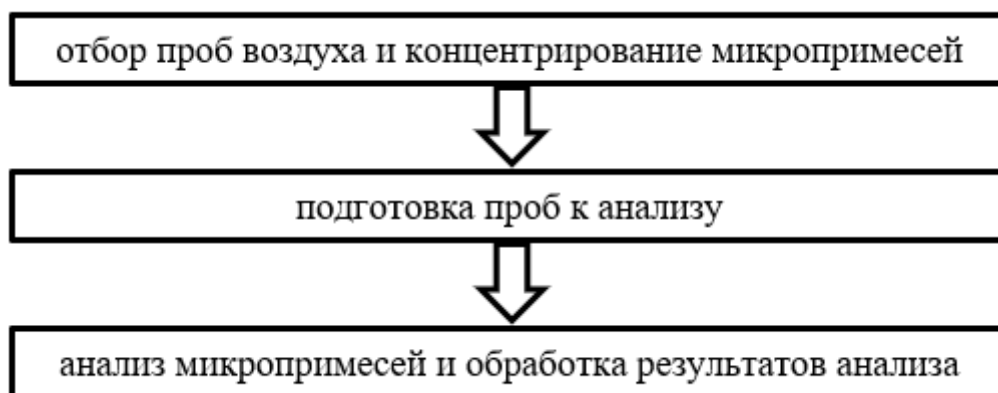 отбор проб воздуха и концентрирование микропримесей
подготовка проб к анализу
анализ микропримесей и обработка результатов анализа